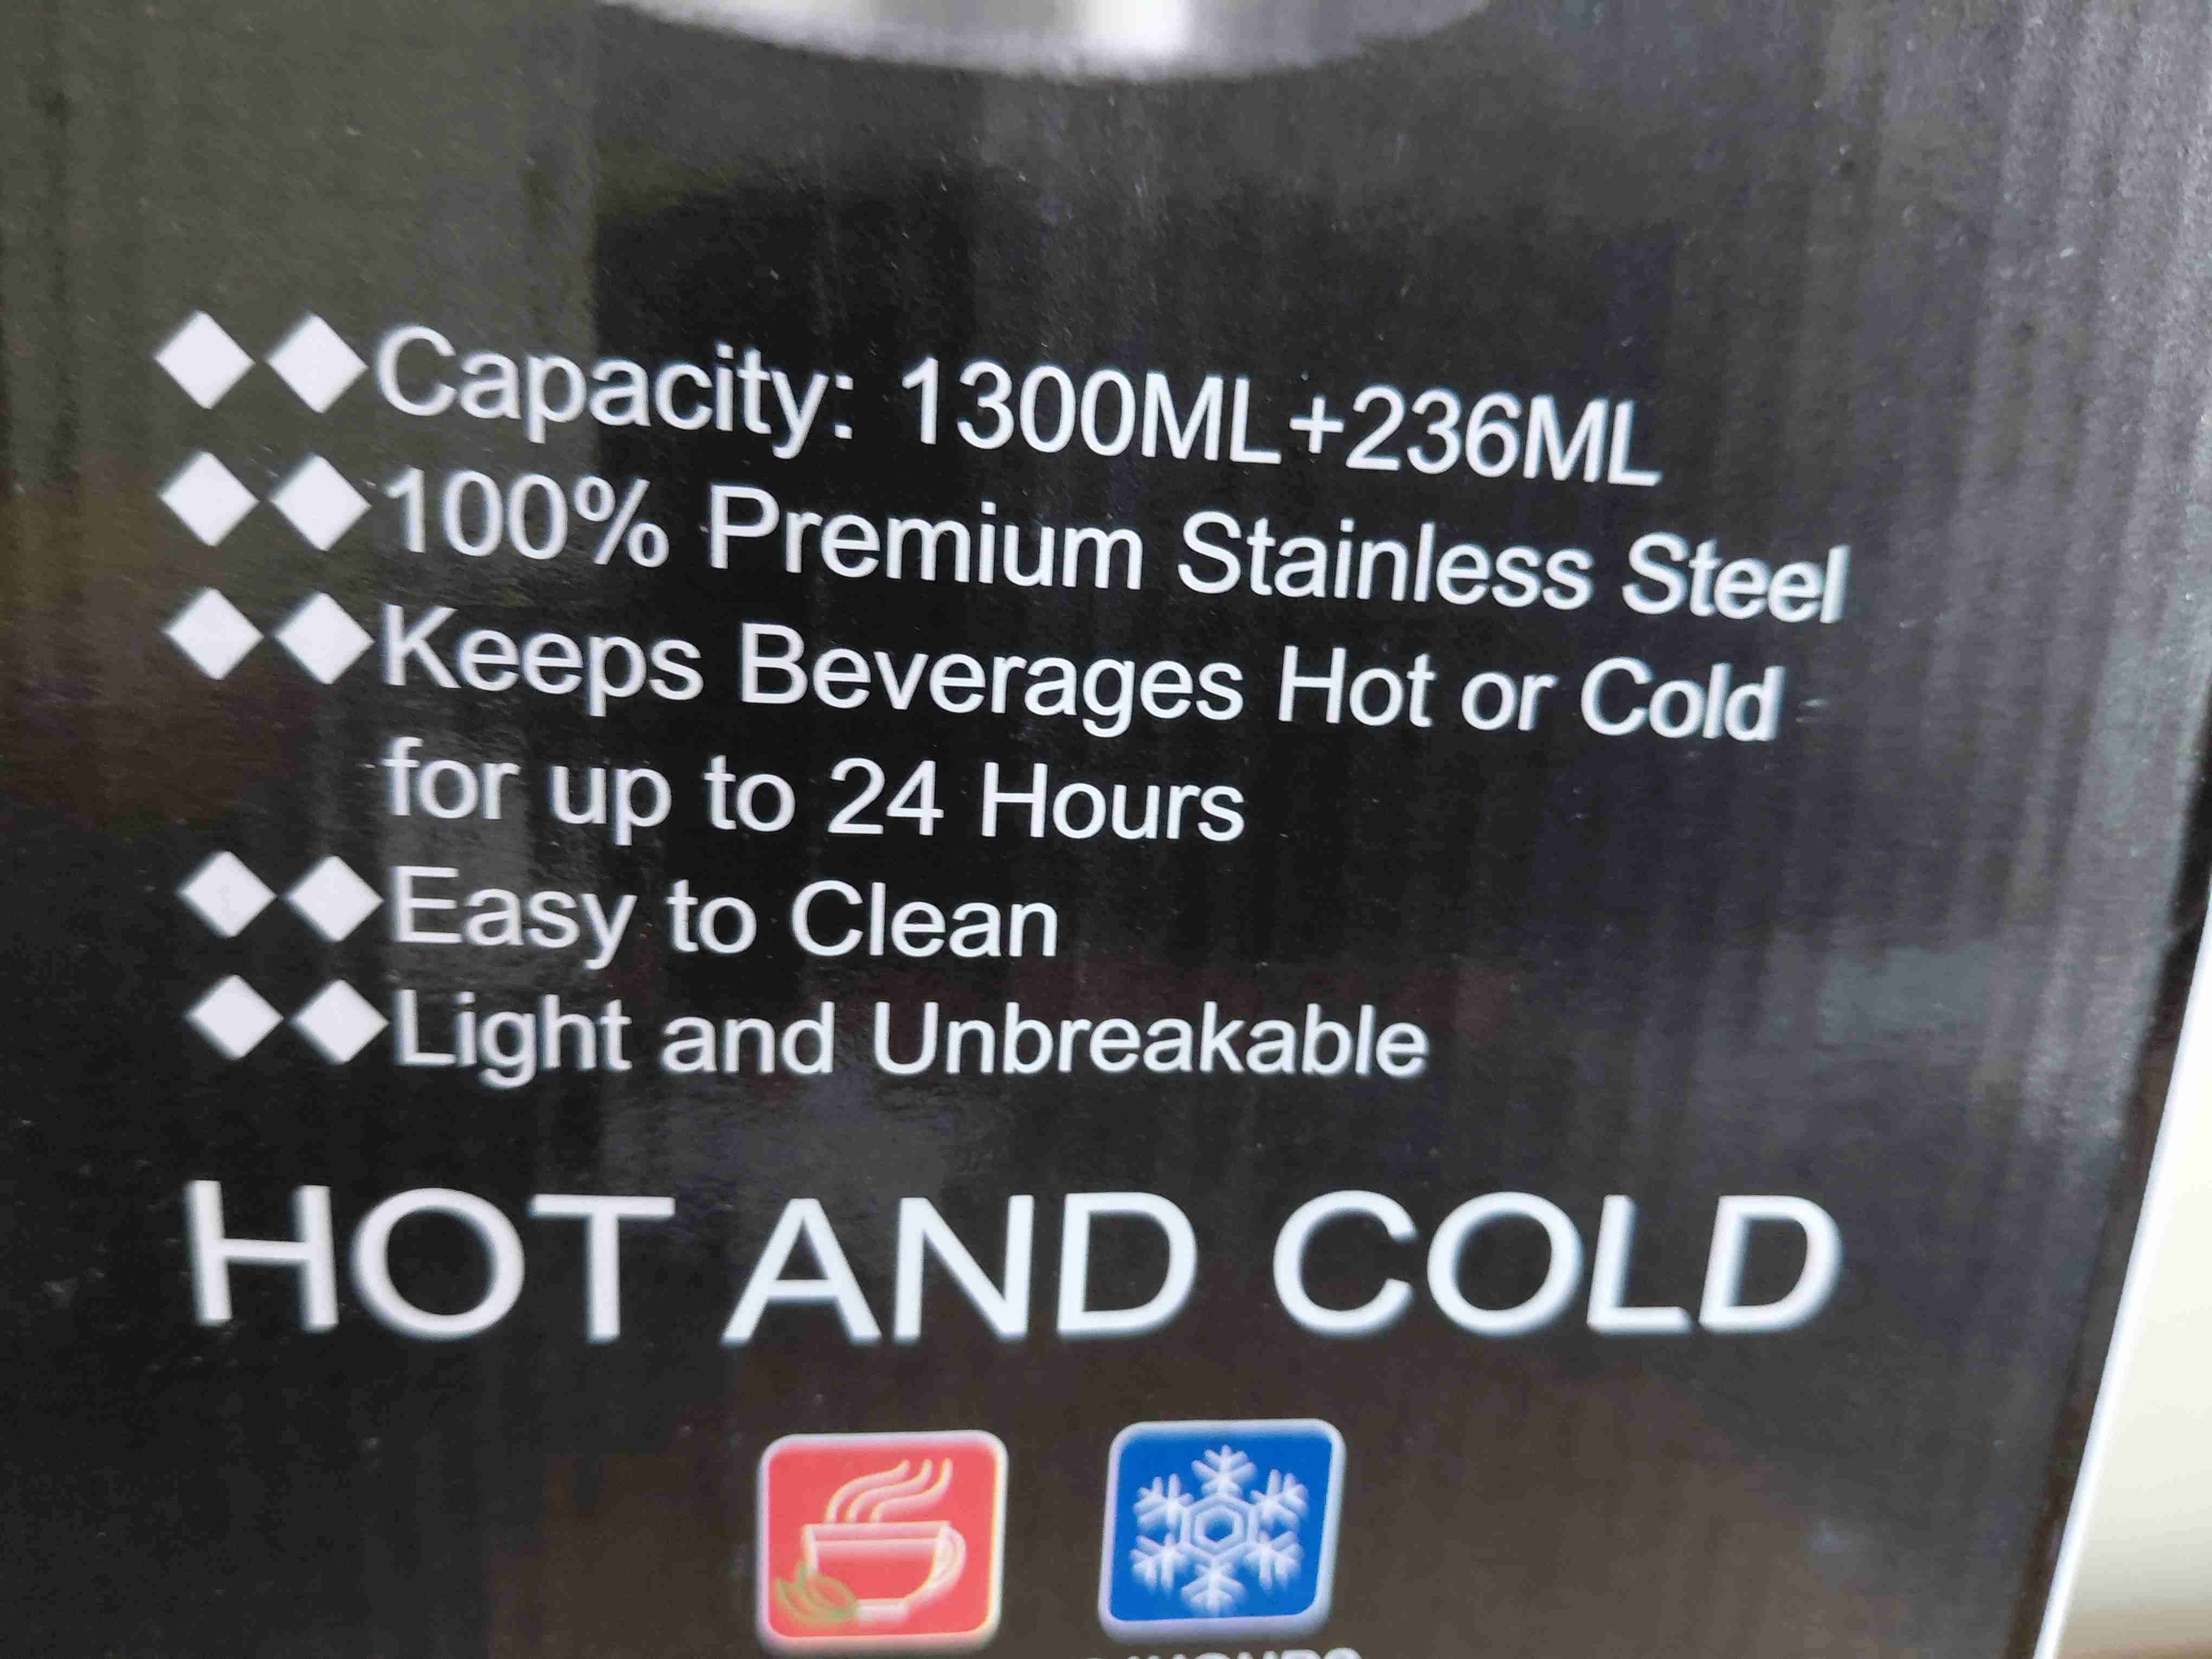 ◆◆Capacity: 1300ML+236ML
◆◆100% Premium Stainless Steel
◆◆Keeps Beverages Hot or Cold
for up to 24 Hours
◆◆Easy to Clean
◆◆Light and Unbreakable
HOT AND COLD